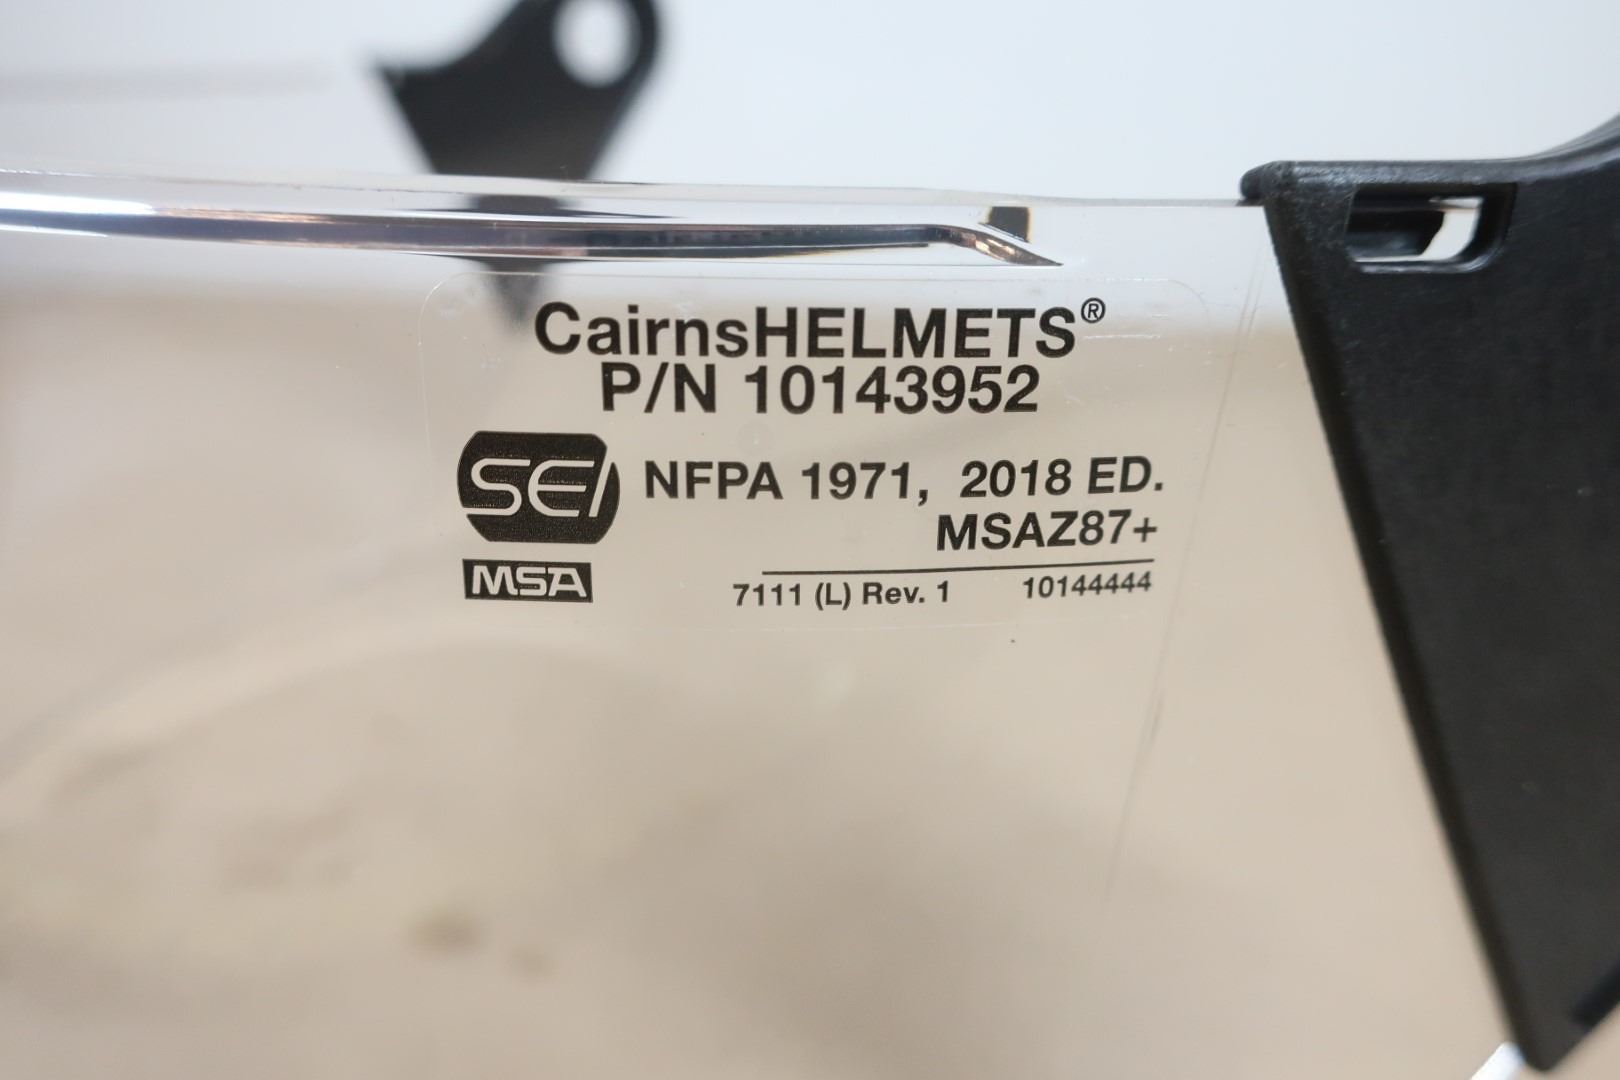 CairnsHELMETS®
P/N 10143952
SEI NFPA 1971, 2018 ED.
MSAZ87+
MSA 7111 (L) Rev. 1 10144444